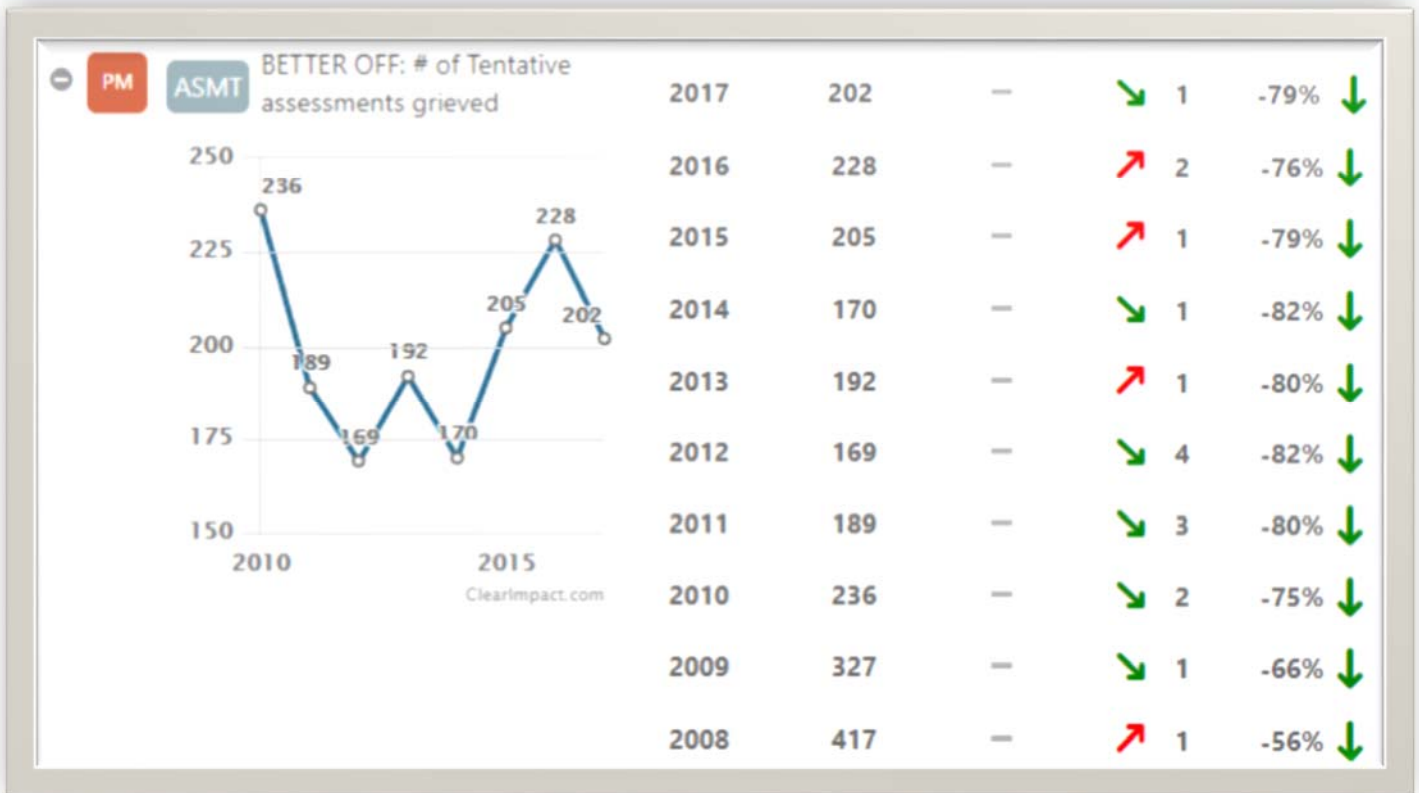 PM ASMT BETTER OFF: # of Tentative
assessments grieved
250
236
228
225
205
202
200
189
192
175
169
170
150
2010 2015
ClearImpact.com
2017 202 – ↘ 1 -79% ↓
2016 228 – ↗ 2 -76% ↓
2015 205 – ↗ 1 -79% ↓
2014 170 – ↘ 1 -82% ↓
2013 192 – ↗ 1 -80% ↓
2012 169 – ↘ 4 -82% ↓
2011 189 – ↘ 3 -80% ↓
2010 236 – ↘ 2 -75% ↓
2009 327 – ↘ 1 -66% ↓
2008 417 – ↗ 1 -56% ↓